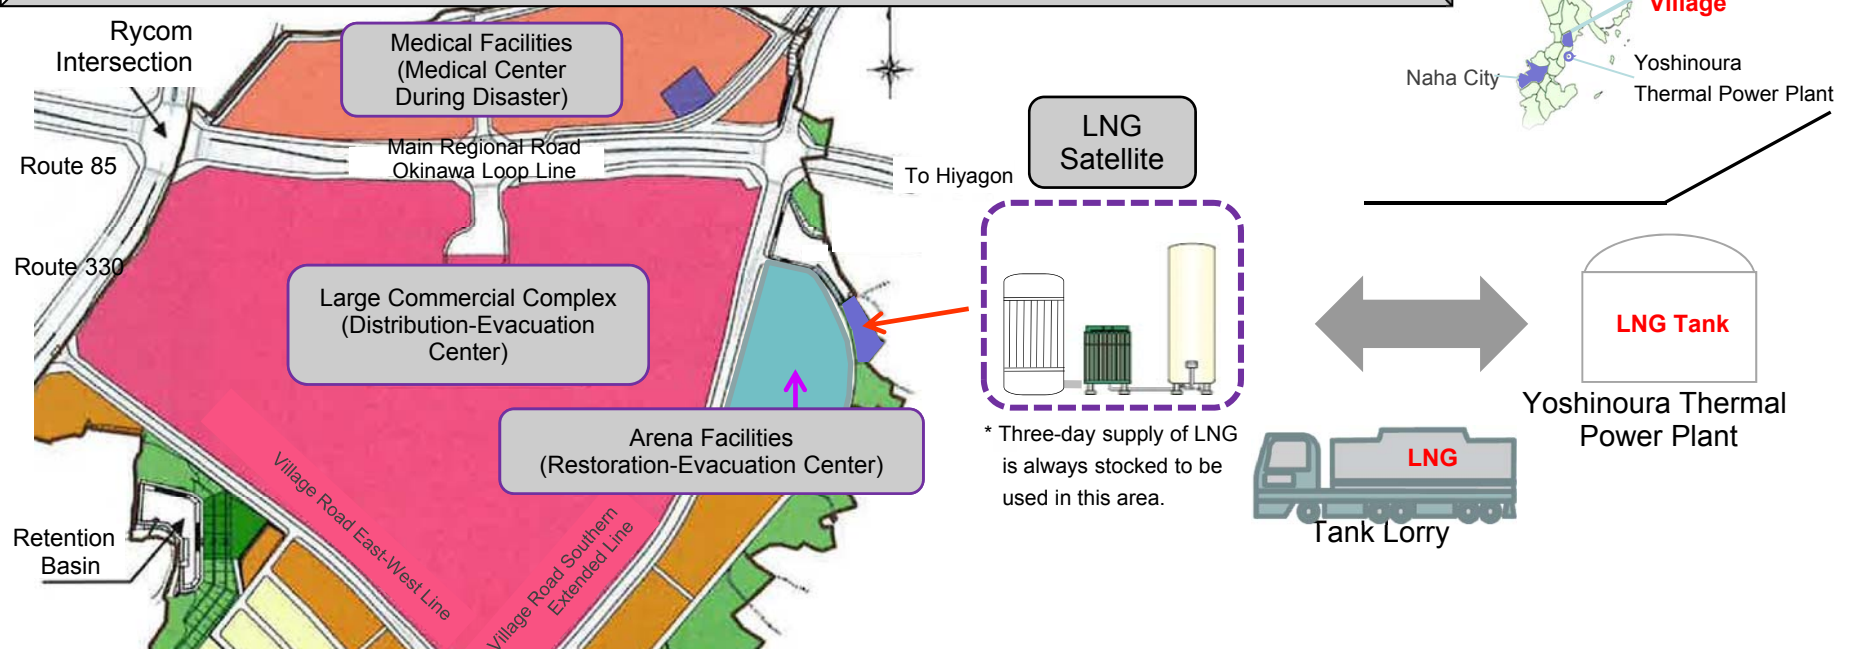 Village
Rycom
Intersection
Medical Facilities
(Medical Center
During Disaster)
Naha City
Yoshinoura
Thermal Power Plant
LNG
Satellite
Main Regional Road
Okinawa Loop Line
Route 85
To Hiyagon
Route 330
Large Commercial Complex
(Distribution-Evacuation
Center)
LNG Tank
Yoshinoura Thermal
Power Plant
Arena Facilities
(Restoration-Evacuation Center)
* Three-day supply of LNG
is always stocked to be
used in this area.
LNG
Tank Lorry
Village Road East-West Line
Village Road Southern
Extended Line
Retention
Basin